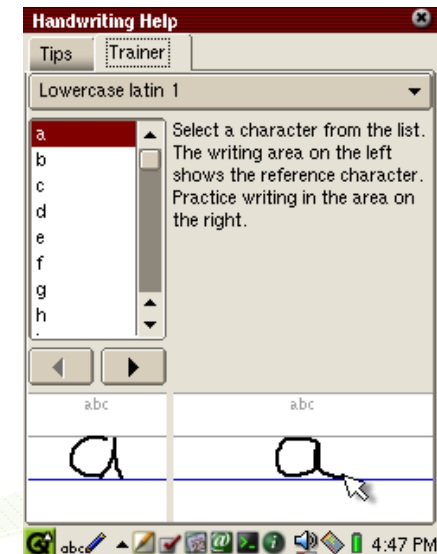 Handwriting Help
Tips Trainer
Lowercase latin 1
a
b
c
d
e
f
g
h
Select a character from the list.
The writing area on the left
shows the reference character.
Practice writing in the area on
the right.
abc abc
a a
abc 4:47 PM